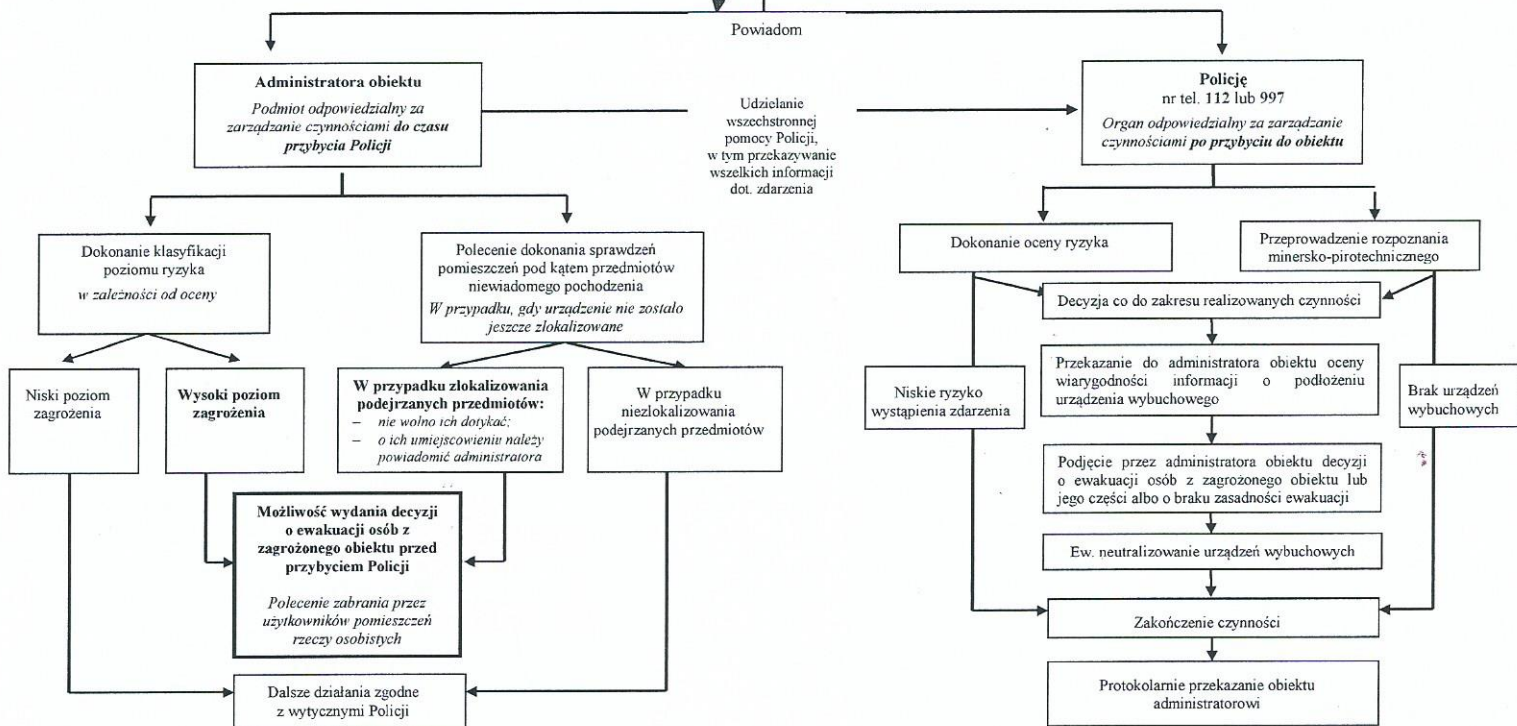 Powiadom
Administratora obiektu
Podmiot odpowiedzialny za
zarządzanie czynnościami do czasu
przybycia Policji
Udzielanie
wszechstronnej
pomocy Policji,
w tym przekazywanie
wszelkich informacji
dot. zdarzenia
Policję
nr tel. 112 lub 997
Organ odpowiedzialny za zarządzanie
czynnościami po przybyciu do obiektu
Dokonanie klasyfikacji
poziomu ryzyka
w zależności od oceny
Polecenie dokonania sprawdzeń
pomieszczeń pod kątem przedmiotów
niewiadomego pochodzenia
W przypadku, gdy urządzenie nie zostało
jeszcze zlokalizowane
Niski poziom
zagrożenia
Wysoki poziom
zagrożenia
W przypadku zlokalizowania
podejrzanych przedmiotów:
– nie wolno ich dotykać;
– o ich umiejscowieniu należy
powiadomić administratora
W przypadku
niezlokalizowania
podejrzanych przedmiotów
Możliwość wydania decyzji
o ewakuacji osób z
zagrożonego obiektu przed
przybyciem Policji
Polecenie zabrania przez
użytkowników pomieszczeń
rzeczy osobistych
Dalsze działania zgodne
z wytycznymi Policji
Dokonanie oceny ryzyka
Przeprowadzenie rozpoznania
minersko-pirotechnicznego
Decyzja co do zakresu realizowanych czynności
Przekazanie do administratora obiektu oceny
wiarygodności informacji o podłożeniu
urządzenia wybuchowego
Niskie ryzyko
wystąpienia zdarzenia
Brak urządzeń
wybuchowych
Podjęcie przez administratora obiektu decyzji
o ewakuacji osób z zagrożonego obiektu lub
jego części albo o braku zasadności ewakuacji
Ew. neutralizowanie urządzeń wybuchowych
Zakończenie czynności
Protokolarnie przekazanie obiektu
administratorowi